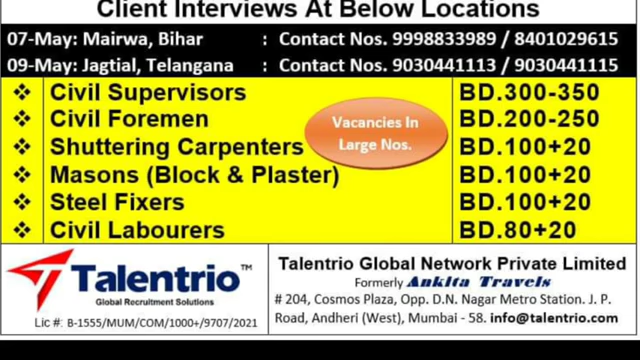 Client Interviews At Below Locations
07-May: Mairwa, Bihar : Contact Nos. 9998833989 / 8401029615
09-May: Jagtial, Telangana : Contact Nos. 9030441113 / 9030441115
❖ Civil Supervisors BD.300-350
❖ Civil Foremen BD.200-250
❖ Shuttering Carpenters BD.100+20
❖ Masons (Block & Plaster) BD.100+20
❖ Steel Fixers BD.100+20
❖ Civil Labourers BD.80+20
Vacancies In
Large Nos.
Talentrio™
Global Recruitment Solutions
Lic #: B-1555/MUM/COM/1000+/9707/2021
Talentrio Global Network Private Limited
Formerly Ankita Travels
# 204, Cosmos Plaza, Opp. D.N. Nagar Metro Station. J. P.
Road, Andheri (West), Mumbai - 58. info@talentrio.com